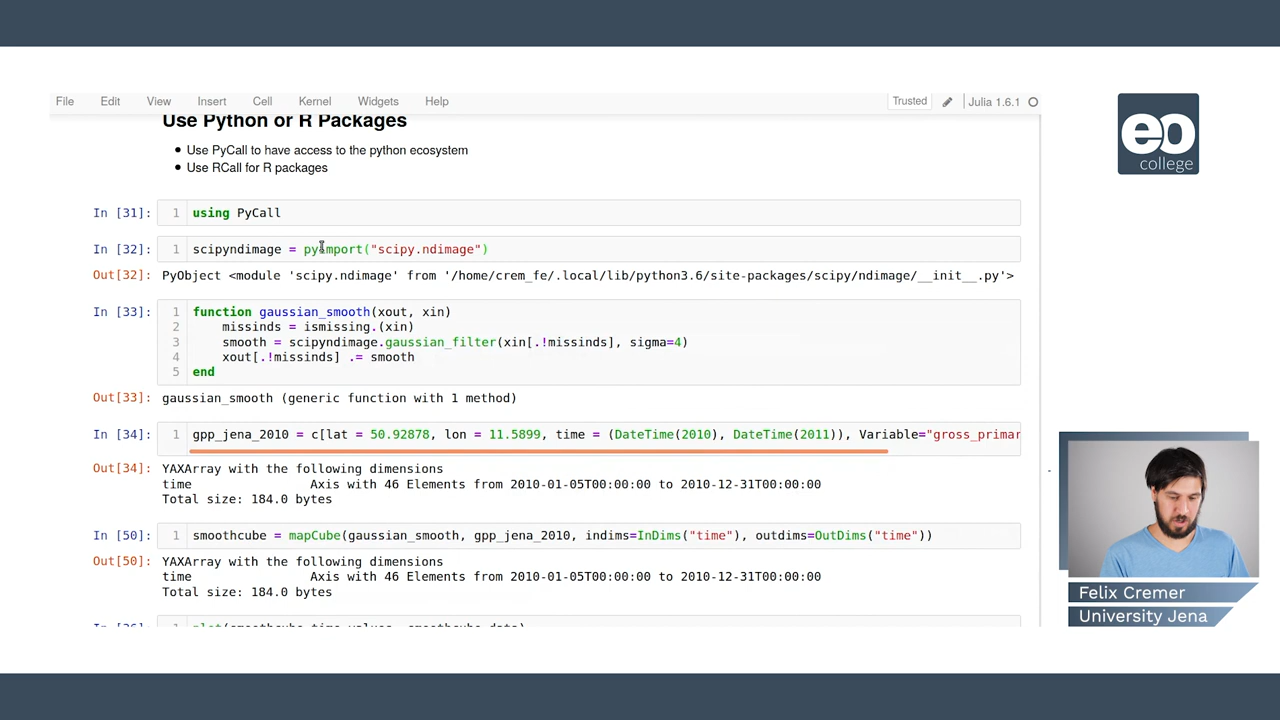 File Edit View Insert Cell Kernel Widgets Help Trusted Julia 1.6.1
Use Python or R Packages
Use PyCall to have access to the python ecosystem
Use RCall for R packages
In [31]: 1 using PyCall
In [32]: 1 scipyndimage = pyimport("scipy.ndimage")
Out[32]: PyObject <module 'scipy.ndimage' from '/home/crem_fe/.local/lib/python3.6/site-packages/scipy/ndimage/__init__.py'>
In [33]: 1 function gaussian_smooth(xout, xin)
2 missinds = ismissing.(xin)
3 smooth = scipyndimage.gaussian_filter(xin[.!missinds], sigma=4)
4 xout[.!missinds] .= smooth
5 end
Out[33]: gaussian_smooth (generic function with 1 method)
In [34]: 1 gpp_jena_2010 = c[lat = 50.92878, lon = 11.5899, time = (DateTime(2010), DateTime(2011)), Variable="gross_primar
Out[34]: YAXArray with the following dimensions
time Axis with 46 Elements from 2010-01-05T00:00:00 to 2010-12-31T00:00:00
Total size: 184.0 bytes
In [50]: 1 smoothcube = mapCube(gaussian_smooth, gpp_jena_2010, indims=InDims("time"), outdims=OutDims("time"))
Out[50]: YAXArray with the following dimensions
time Axis with 46 Elements from 2010-01-05T00:00:00 to 2010-12-31T00:00:00
Total size: 184.0 bytes
eo
college
Felix Cremer
University Jena